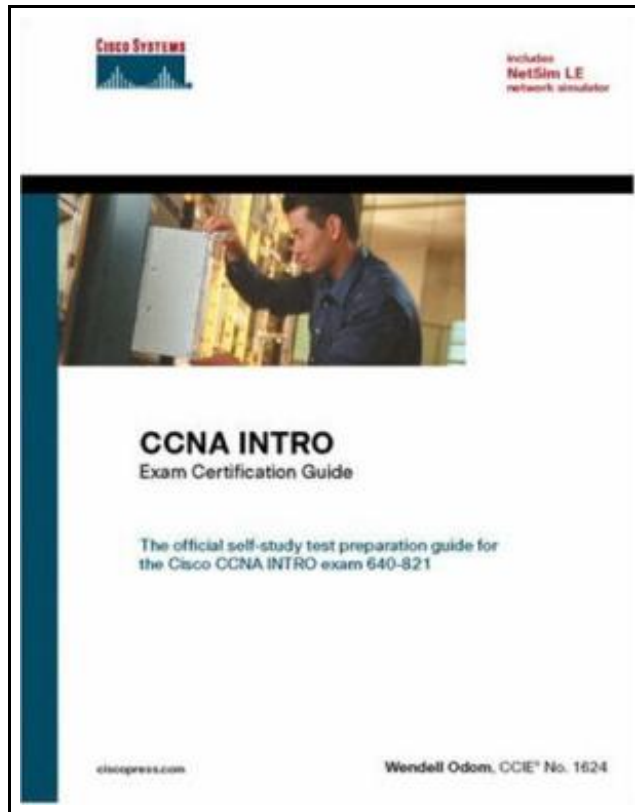 CISCO SYSTEMS
includes
NetSim LE
network simulator
CCNA INTRO
Exam Certification Guide
The official self-study test preparation guide for
the Cisco CCNA INTRO exam 640-821
ciscopress.com
Wendell Odom, CCIE® No. 1624